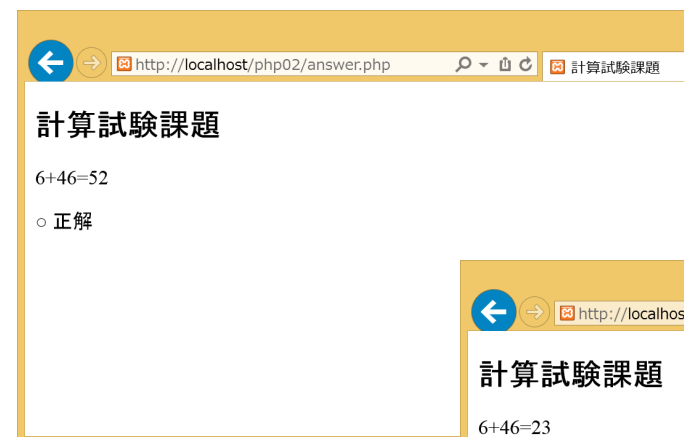 http://localhost/php02/answer.php
計算試験課題
計算試験課題
6+46=52
○ 正解
http://localhos
計算試験課題
6+46=23